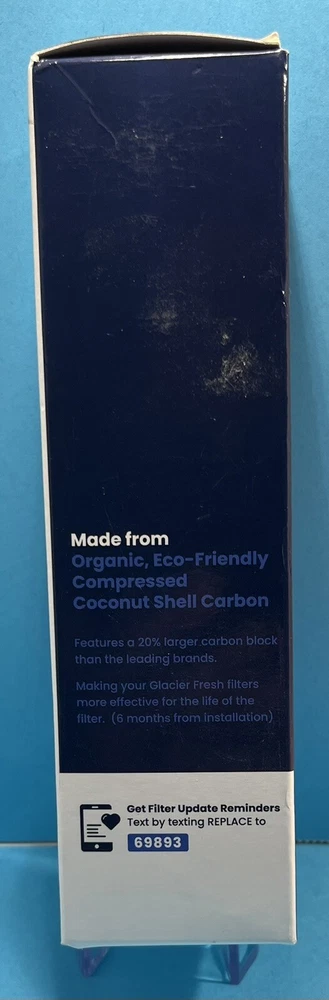 Made from
Organic, Eco-Friendly
Compressed
Coconut Shell Carbon
Features a 20% larger carbon block
than the leading brands.
Making your Glacier Fresh filters
more effective for the life of the
filter. (6 months from installation)
Get Filter Update Reminders
Text by texting REPLACE to
69893